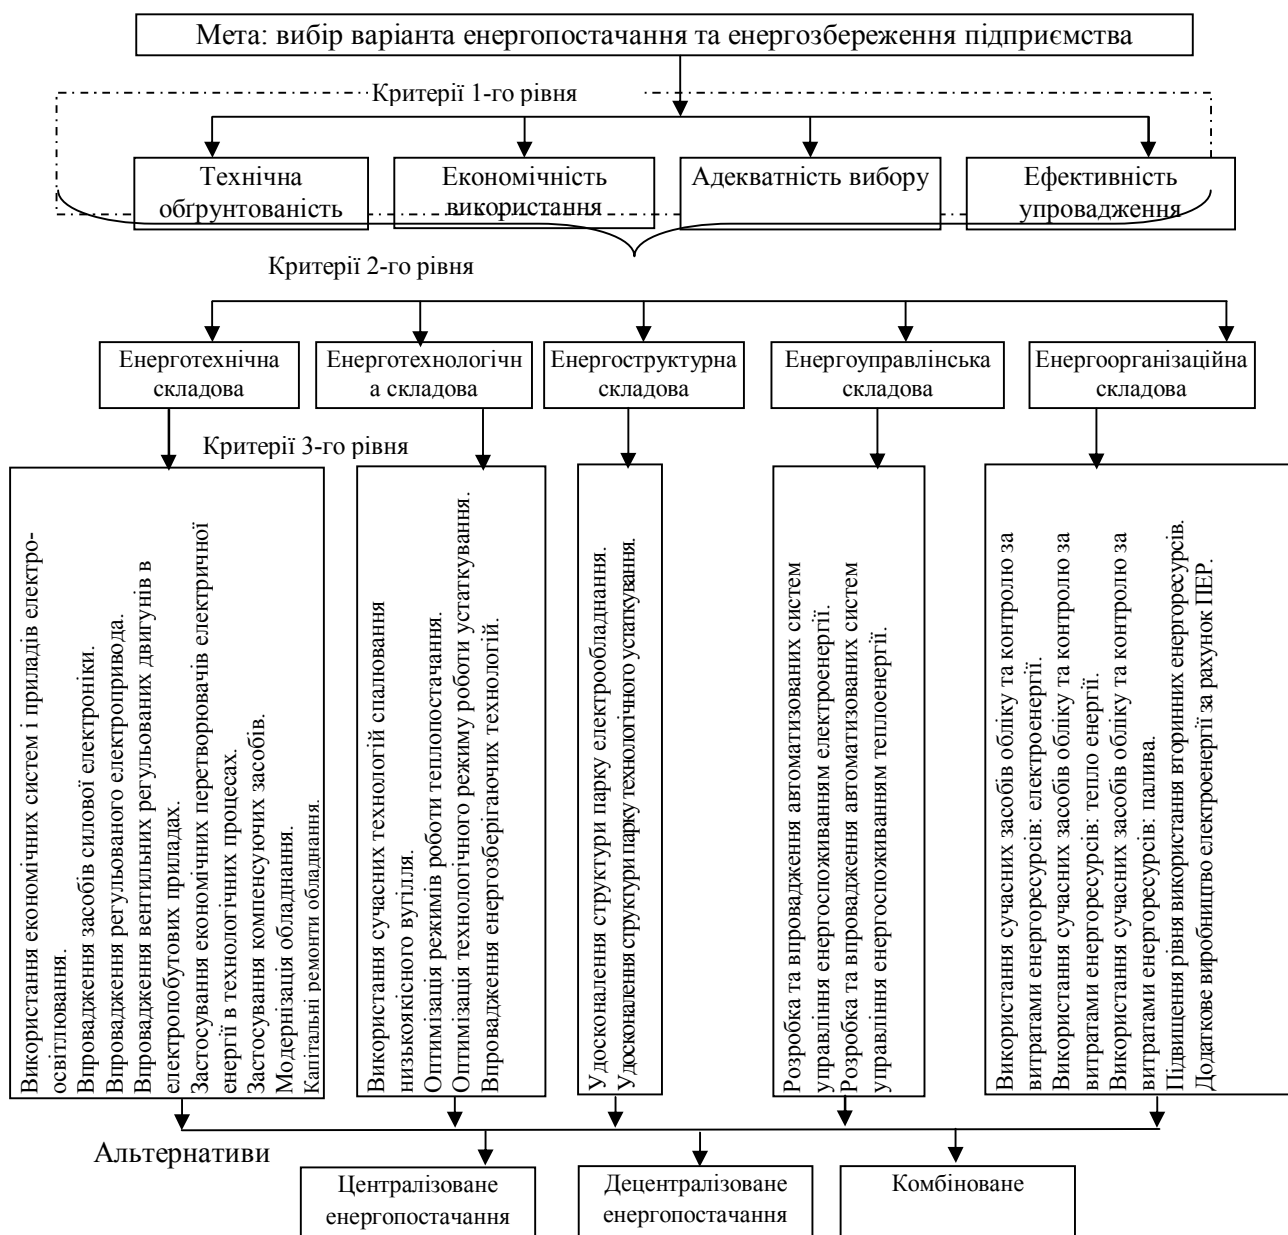 Мета: вибір варіанта енергопостачання та енергозбереження підприємства
Критерії 1-го рівня
Технічна
обґрунтованість
Економічність
використання
Адекватність вибору
Ефективність
упровадження
Критерії 2-го рівня
Енерготехнічна
складова
Енерготехнологічн
а складова
Енергоструктурна
складова
Енергоуправлінська
складова
Енергоорганізаційна
складова
Критерії 3-го рівня
Використання економічних систем і приладів електро-
освітлювання.
Впровадження засобів силової електроніки.
Впровадження регульованого електропривода.
Впровадження вентильних регульованих двигунів в
електропобутових приладах.
Застосування економічних перетворювачів електричної
енергії в технологічних процесах.
Застосування компенсуючих засобів.
Модернізація обладнання.
Капітальні ремонти обладнання.
Використання сучасних технологій спалювання
низькоякісного вугілля.
Оптимізація режимів роботи теплопостачання.
Оптимізація технологічного режиму роботи устаткування.
Впровадження енергозберігаючих технологій.
Удосконалення структури парку електрообладнання.
Удосконалення структури парку технологічного устаткування.
Розробка та впровадження автоматизованих систем
управління енергоспоживанням електроенергії.
Розробка та впровадження автоматизованих систем
управління енергоспоживанням теплоенергії.
Використання сучасних засобів обліку та контролю за
витратами енергоресурсів: електроенергії.
Використання сучасних засобів обліку та контролю за
витратами енергоресурсів: тепло енергії.
Використання сучасних засобів обліку та контролю за
витратами енергоресурсів: палива.
Підвищення рівня використання вторинних енергоресурсів.
Додаткове виробництво електроенергії за рахунок ПЕР.
Альтернативи
Централізоване
енергопостачання
Децентралізоване
енергопостачання
Комбіноване